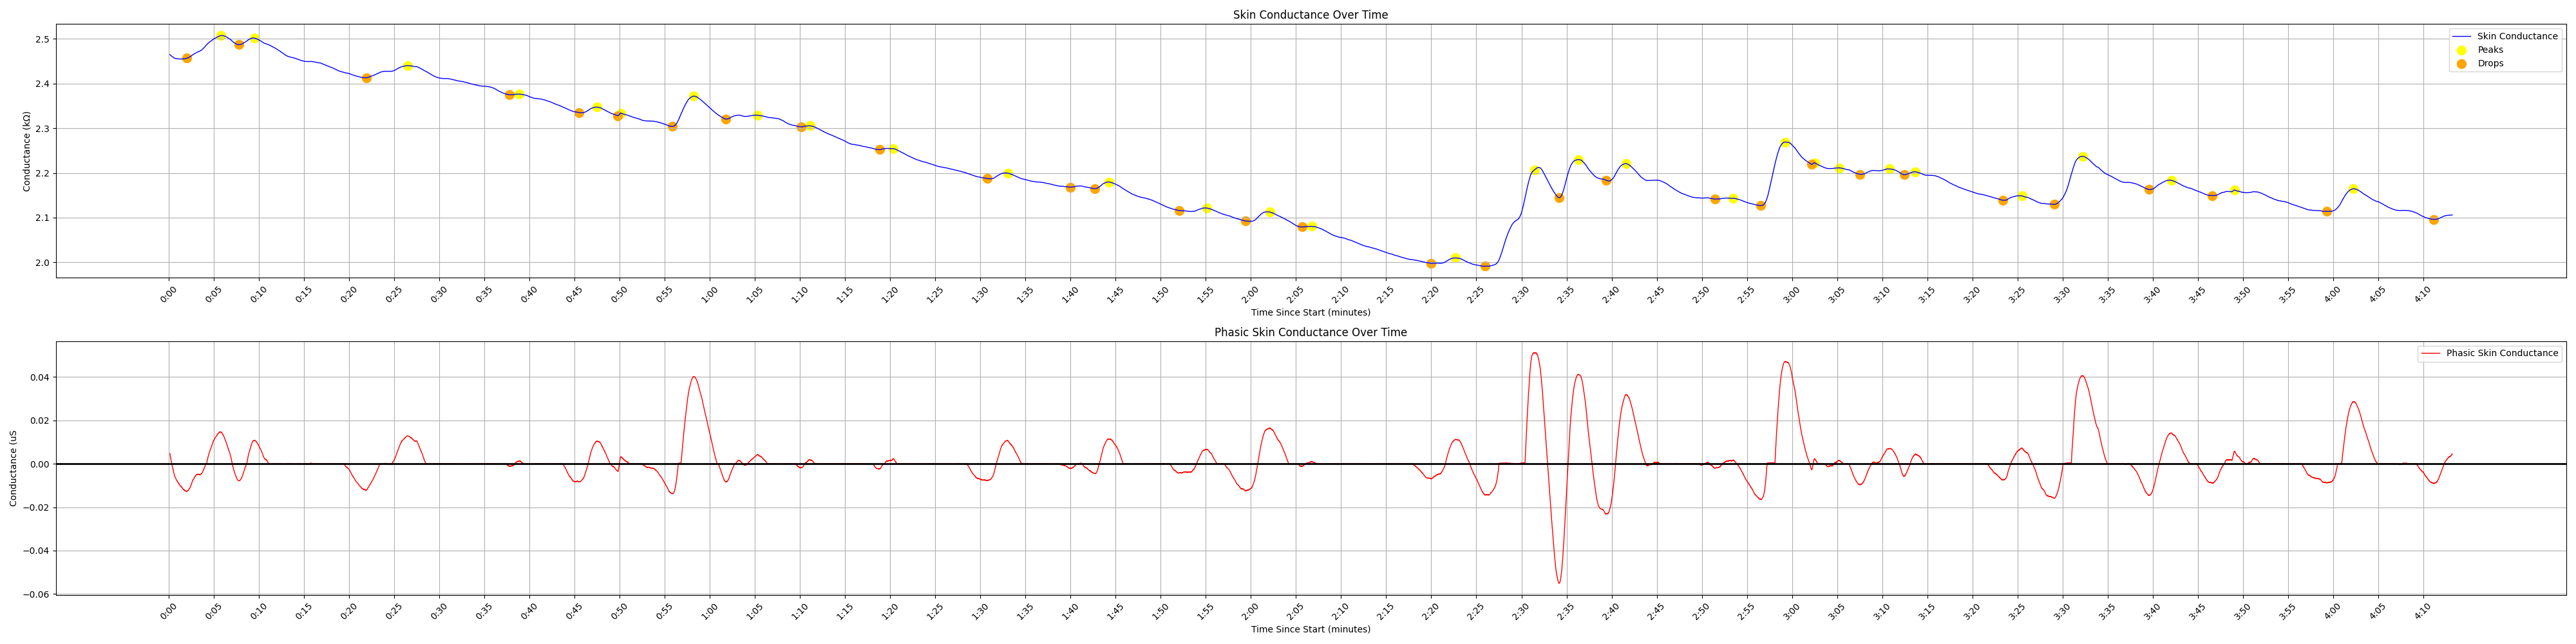 Skin Conductance Over Time
Conductance (kΩ)
2.5
2.4
2.3
2.2
2.1
2.0
Skin Conductance
Peaks
Drops
0:00 0:05 0:10 0:15 0:20 0:25 0:30 0:35 0:40 0:45 0:50 0:55 1:00 1:05 1:10 1:15 1:20 1:25 1:30 1:35 1:40 1:45 1:50 1:55 2:00 2:05 2:10 2:15 2:20 2:25 2:30 2:35 2:40 2:45 2:50 2:55 3:00 3:05 3:10 3:15 3:20 3:25 3:30 3:35 3:40 3:45 3:50 3:55 4:00 4:05 4:10
Time Since Start (minutes)
Phasic Skin Conductance Over Time
Conductance (uS
0.04
0.02
0.00
−0.02
−0.04
−0.06
Phasic Skin Conductance
0:00 0:05 0:10 0:15 0:20 0:25 0:30 0:35 0:40 0:45 0:50 0:55 1:00 1:05 1:10 1:15 1:20 1:25 1:30 1:35 1:40 1:45 1:50 1:55 2:00 2:05 2:10 2:15 2:20 2:25 2:30 2:35 2:40 2:45 2:50 2:55 3:00 3:05 3:10 3:15 3:20 3:25 3:30 3:35 3:40 3:45 3:50 3:55 4:00 4:05 4:10
Time Since Start (minutes)